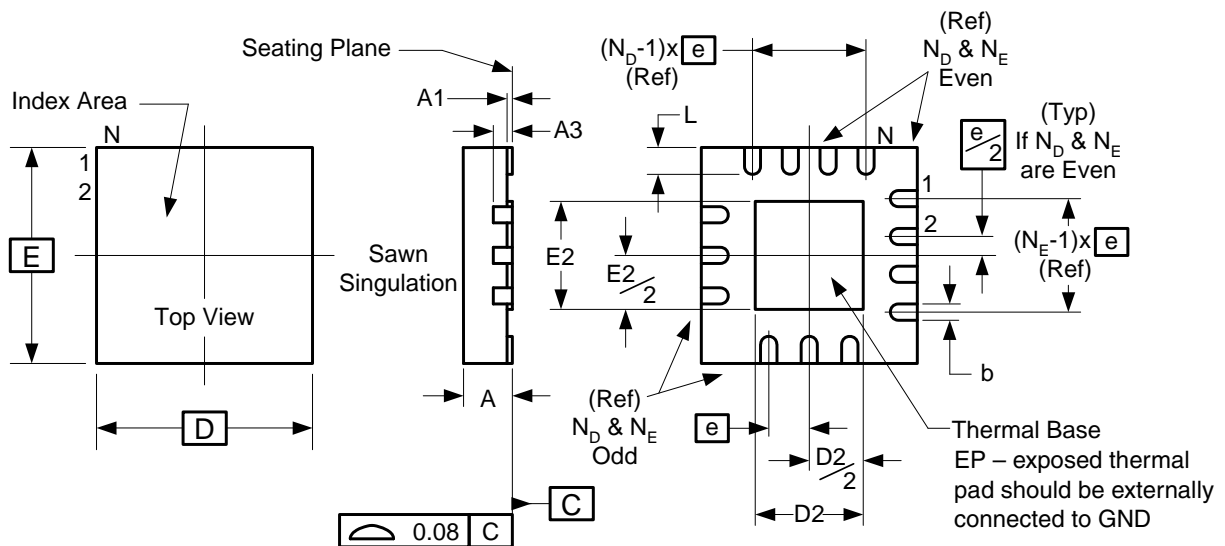 Seating Plane
Index Area
N
1
2
E
Top View
D
A1
A3
Sawn
Singulation
A
C
0.08 C
(N_D-1)x e
(Ref)
(Ref)
N_D & N_E
Even
L
N
e/2
(Typ)
If N_D & N_E
are Even
1
2
(N_E-1)x e
(Ref)
E2
E2/2
b
(Ref)
N_D & N_E
Odd
e
D2/2
D2
Thermal Base
EP – exposed thermal
pad should be externally
connected to GND